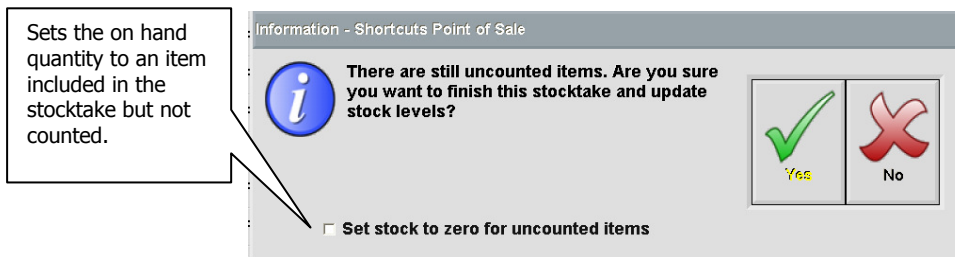 Sets the on hand
quantity to an item
included in the
stocktake but not
counted.
Information - Shortcuts Point of Sale
There are still uncounted items. Are you sure
you want to finish this stocktake and update
stock levels?
Yes
No
Set stock to zero for uncounted items